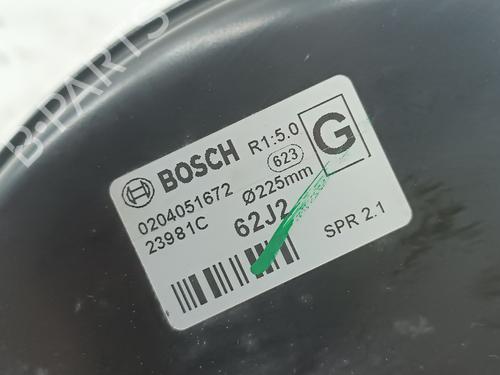 B-PARTS
BOSCH R1:5.0 G
623
0204051672 Ø225mm
23981C 62J2
SPR 2.1